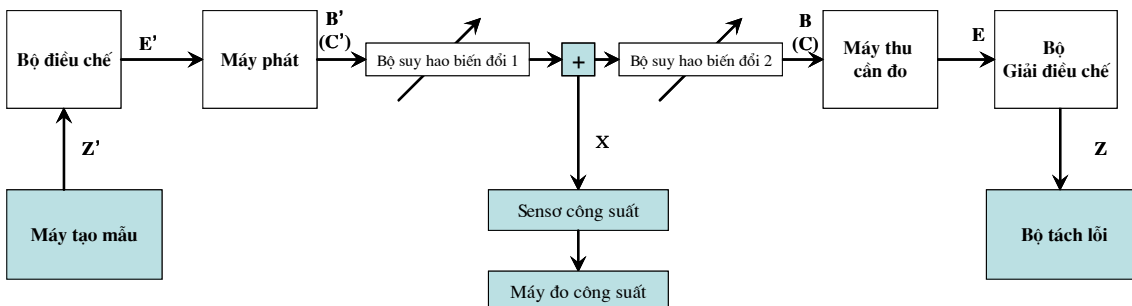 Bộ điều chế
E’
Máy phát
B’
(C’)
Bộ suy hao biến đổi 1
+
Bộ suy hao biến đổi 2
B
(C)
Máy thu
cần đo
E
Bộ
Giải điều chế
Z’
X
Z
Máy tạo mẫu
Sensơ công suất
Máy đo công suất
Bộ tách lỗi